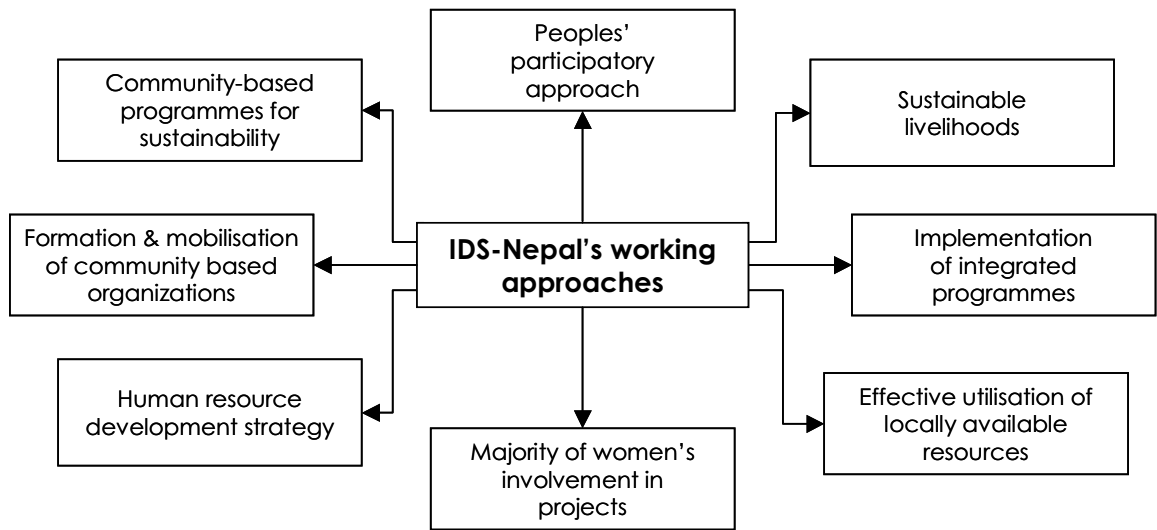 Peoples'
participatory
approach
Community-based
programmes for
sustainability
Sustainable
livelihoods
Formation & mobilisation
of community based
organizations
IDS-Nepal's working
approaches
Implementation
of integrated
programmes
Human resource
development strategy
Majority of women's
involvement in
projects
Effective utilisation of
locally available
resources